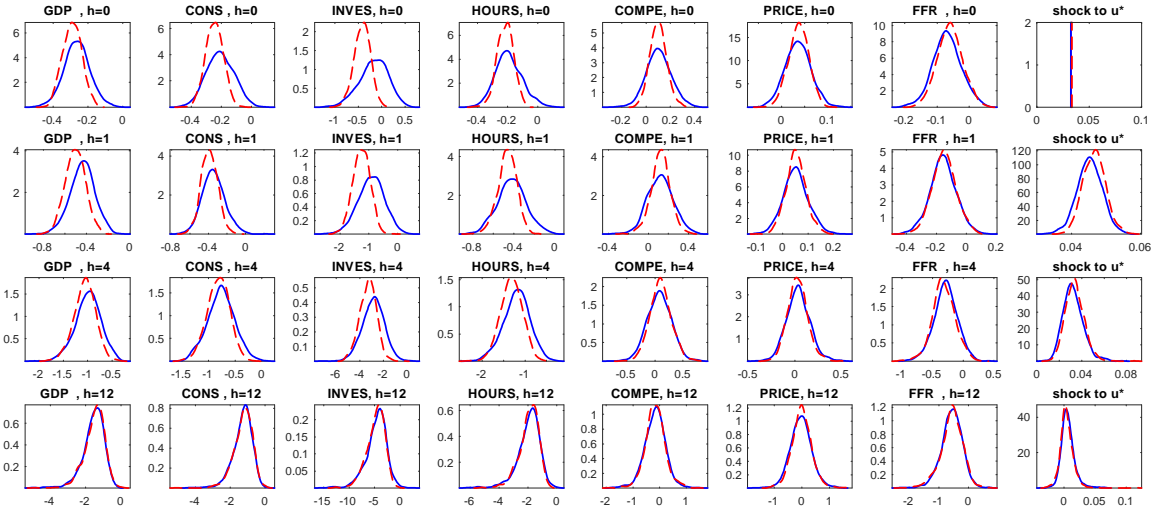 GDP , h=0
6
4
2
-0.4 -0.2 0
CONS , h=0
6
4
2
-0.4 -0.2 0
INVES, h=0
2
1.5
1
0.5
-1 -0.5 0 0.5
HOURS, h=0
6
4
2
-0.4 -0.2 0
COMPE, h=0
5
4
3
2
1
-0.2 0 0.2 0.4
PRICE, h=0
15
10
5
0 0.1
FFR , h=0
10
8
6
4
2
-0.2 -0.1 0
shock to u*
2
1
0
0 0.05 0.1
GDP , h=1
4
2
-0.8 -0.4 0
CONS , h=1
4
3
2
1
-0.8 -0.4 0
INVES, h=1
1.2
1
0.8
0.6
0.4
0.2
-2 -1 0
HOURS, h=1
4
3
2
1
-0.8 -0.4 0
COMPE, h=1
4
2
-0.4 0 0.4
PRICE, h=1
10
8
6
4
2
-0.1 0 0.1 0.2
FFR , h=1
5
4
3
2
1
-0.4 -0.2 0 0.2
shock to u*
120
100
80
60
40
20
0.04 0.06
GDP , h=4
1.5
1
0.5
-2 -1.5 -1 -0.5
CONS , h=4
1.5
1
0.5
-1.5 -1 -0.5 0
INVES, h=4
0.5
0.4
0.3
0.2
0.1
-8 -6 -4 -2 0
HOURS, h=4
1.5
1
0.5
-2 -1
COMPE, h=4
2
1.5
1
0.5
-0.5 0 0.5
PRICE, h=4
3
2
1
-0.5 0 0.5
FFR , h=4
2
1
-1 -0.5 0 0.5
shock to u*
50
40
30
20
10
0
0 0.04 0.08
GDP , h=12
0.6
0.4
0.2
-4 -2 0
CONS , h=12
0.8
0.6
0.4
0.2
-4 -2 0
INVES, h=12
0.2
0.15
0.1
0.05
-15 -10 -5 0
HOURS, h=12
0.6
0.4
0.2
-6 -4 -2 0
COMPE, h=12
1
0.8
0.6
0.4
0.2
-2 -1 0 1
PRICE, h=12
1.2
1
0.8
0.6
0.4
0.2
-1 0 1
FFR , h=12
1.2
1
0.8
0.6
0.4
0.2
-2 -1 0 1
shock to u*
40
20
0 0.05 0.1